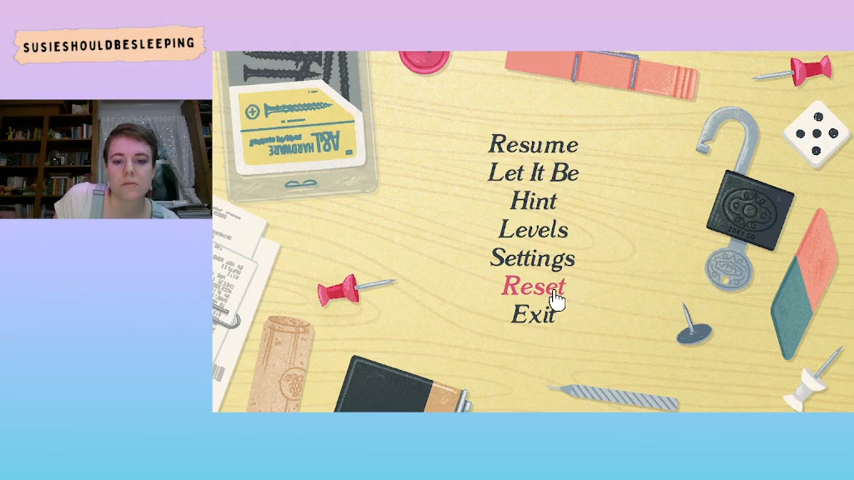 SUSIESHOULDBESLEEPING
A&L HARDWARE
Resume
Let It Be
Hint
Levels
Settings
Reset
Exit